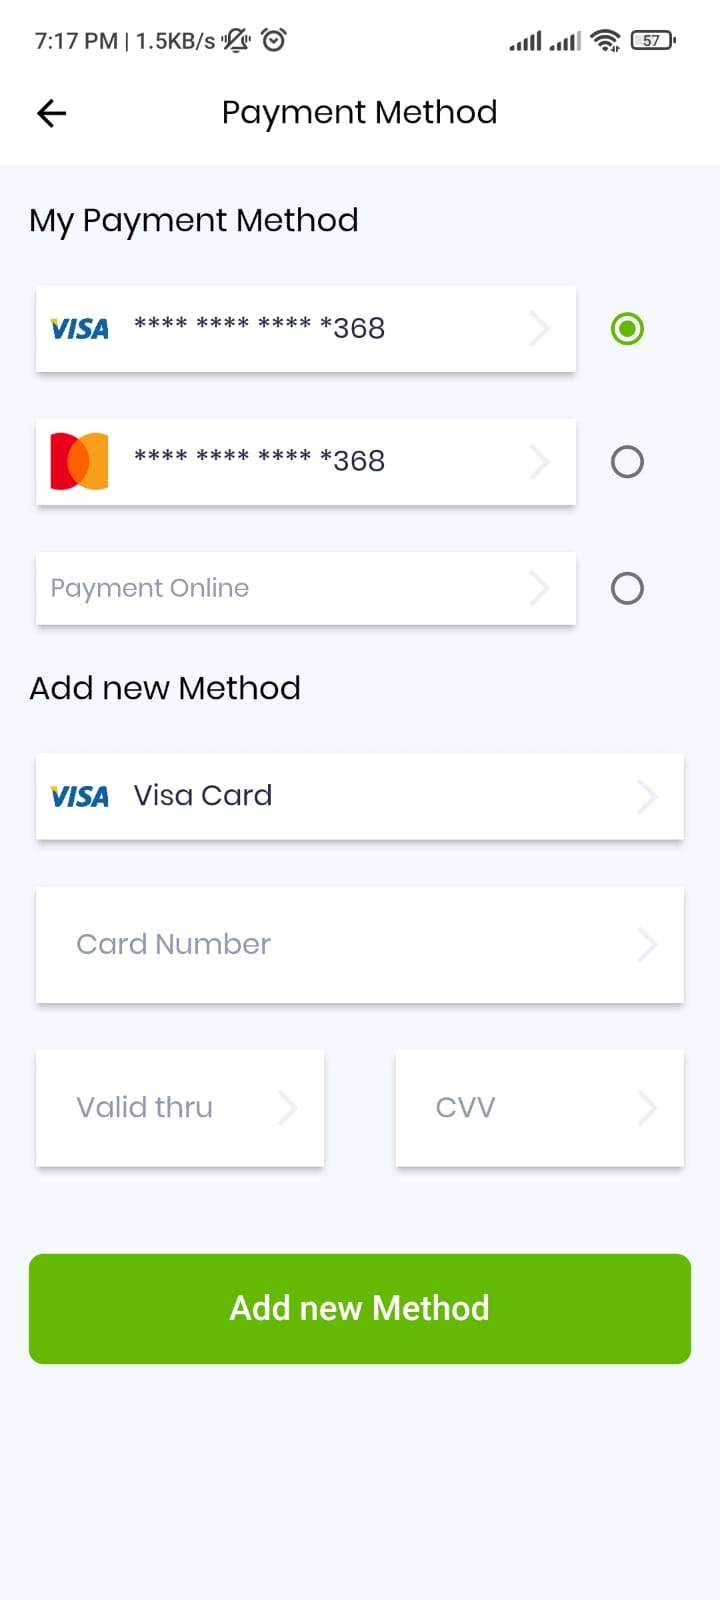 7:17 PM | 1.5KB/s 57
Payment Method
My Payment Method
VISA **** **** **** *368
**** **** **** *368
Payment Online
Add new Method
VISA Visa Card
Card Number
Valid thru CVV
Add new Method